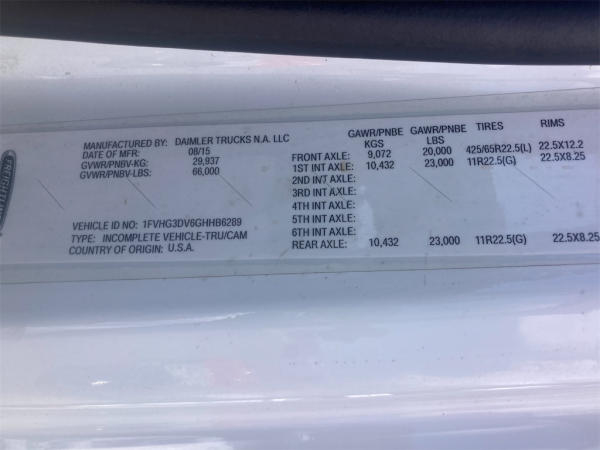 MANUFACTURED BY: DAIMLER TRUCKS N.A. LLC
DATE OF MFR: 08/15
GVWR/PNBV-KG: 29,937
GVWR/PNBV-LBS: 66,000
VEHICLE ID NO: 1FVHG3DV6GHHB6289
TYPE: INCOMPLETE VEHICLE-TRU/CAM
COUNTRY OF ORIGIN: U.S.A.
GAWR/PNBE GAWR/PNBE TIRES RIMS
KGS LBS
FRONT AXLE: 9,072 20,000 425/65R22.5(L) 22.5X12.2
1ST INT AXLE: 10,432 23,000 11R22.5(G) 22.5X8.25
2ND INT AXLE:
3RD INT AXLE:
4TH INT AXLE:
5TH INT AXLE:
6TH INT AXLE:
REAR AXLE: 10,432 23,000 11R22.5(G) 22.5X8.25